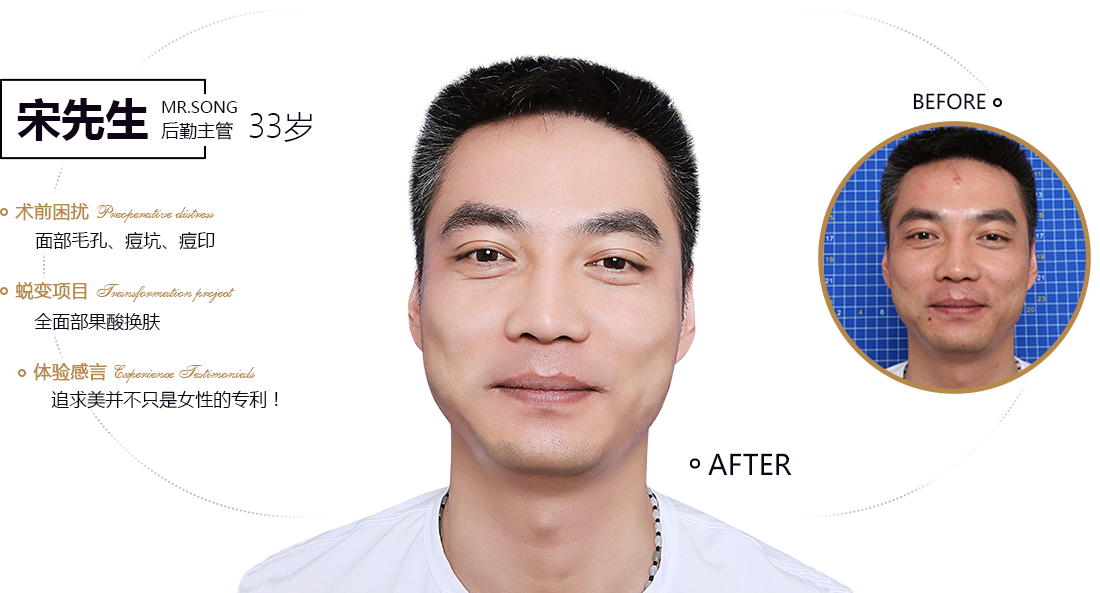 宋先生
MR.SONG
后勤主管
33岁
术前困扰 Preoperative distress
面部毛孔、痘坑、痘印
蜕变项目 Transformation project
全面部果酸换肤
体验感言 Experience Testimonials
追求美并不只是女性的专利！
BEFORE
AFTER